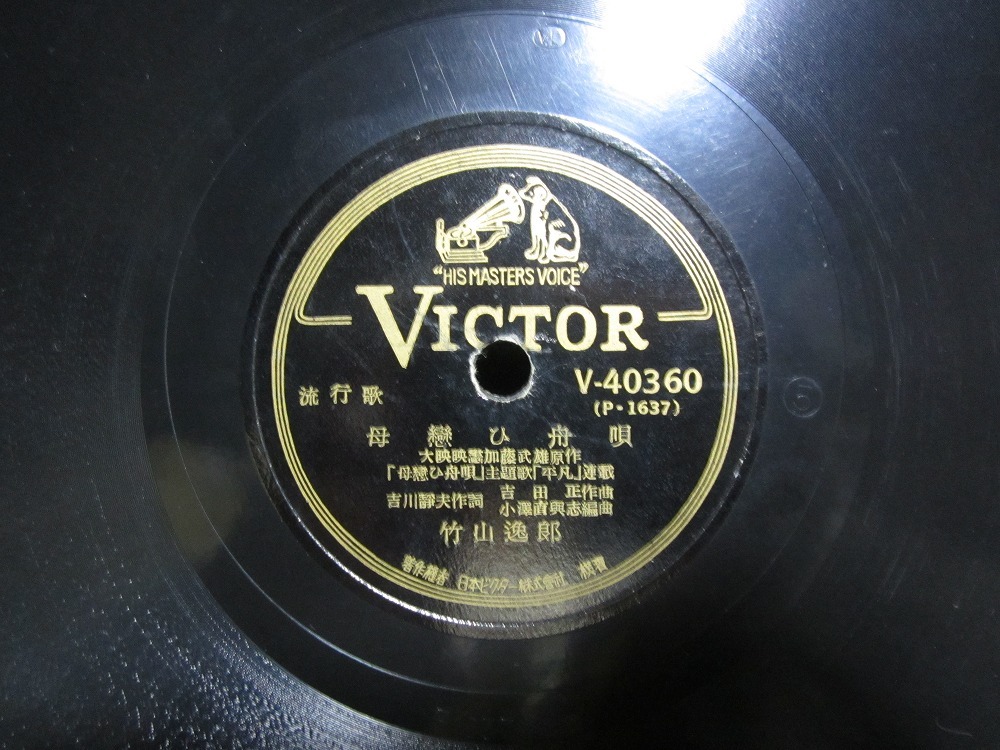 "HIS MASTER'S VOICE"
VICTOR
V-40360
(P・1637)
流行歌
母戀ひ舟唄
大映映畫加藤武雄原作
「母戀ひ舟唄」主題歌「平凡」連載
吉川靜夫作詞
吉田正作曲
小澤直與志編曲
竹山逸郎
著作權者 日本ビクター株式會社